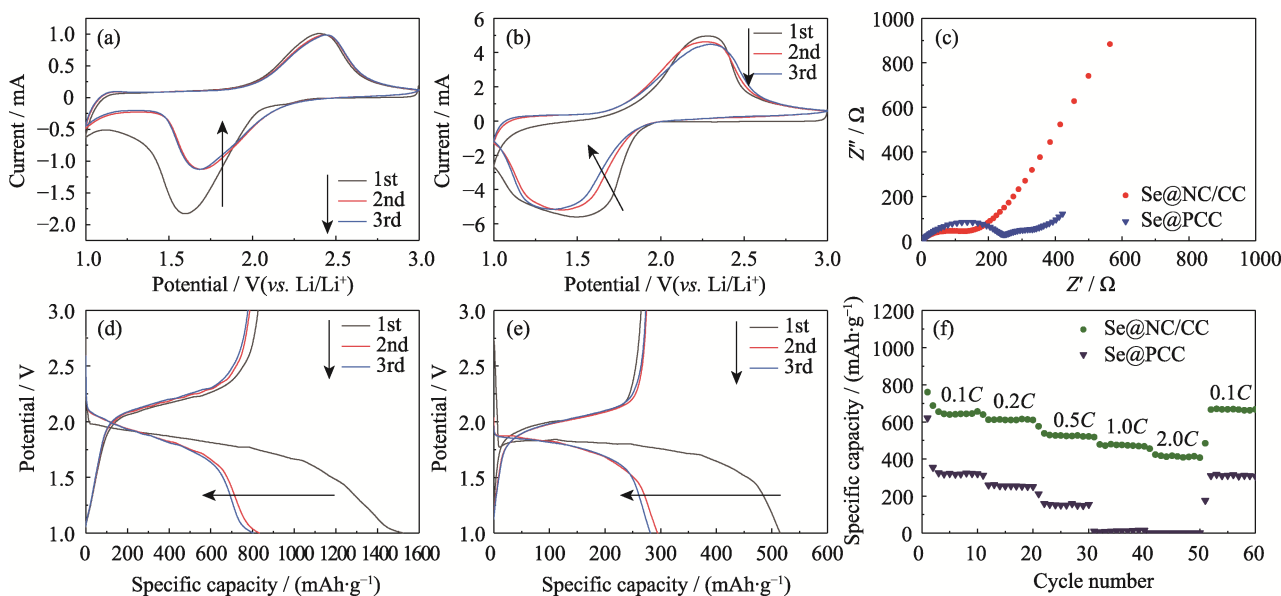 (a)
1.0
0.5
0
−0.5
−1.0
−1.5
−2.0
Current / mA
1st
2nd
3rd
1.0 1.5 2.0 2.5 3.0
Potential / V(vs. Li/Li⁺)
(b)
6
4
2
0
−2
−4
−6
Current / mA
1st
2nd
3rd
1.0 1.5 2.0 2.5 3.0
Potential / V(vs. Li/Li⁺)
(c)
1000
800
600
400
200
0
Z″ / Ω
Se@NC/CC
Se@PCC
0 200 400 600 800 1000
Z′ / Ω
(d)
3.0
2.5
2.0
1.5
1.0
Potential / V
1st
2nd
3rd
0 200 400 600 800 1000 1200 1400 1600
Specific capacity / (mAh·g⁻¹)
(e)
3.0
2.5
2.0
1.5
1.0
Potential / V
1st
2nd
3rd
0 100 200 300 400 500 600
Specific capacity / (mAh·g⁻¹)
(f)
1200
1000
800
600
400
200
0
Specific capacity / (mAh·g⁻¹)
Se@NC/CC
Se@PCC
0.1C 0.2C 0.5C 1.0C 2.0C 0.1C
0 10 20 30 40 50 60
Cycle number